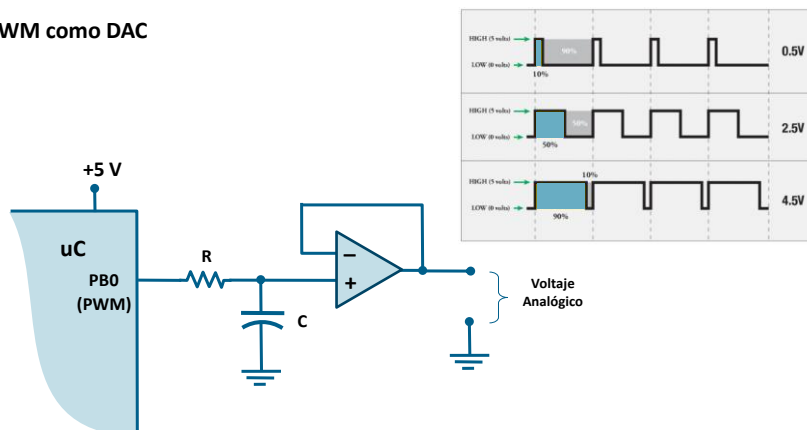 WM como DAC
HIGH (5 volts)
90%
LOW (0 volts)
10%
0.5V
HIGH (5 volts)
50%
LOW (0 volts)
50%
2.5V
10%
HIGH (5 volts)
LOW (0 volts)
90%
4.5V
+5 V
uC
PB0
(PWM)
R
C
−
+
Voltaje
Analógico